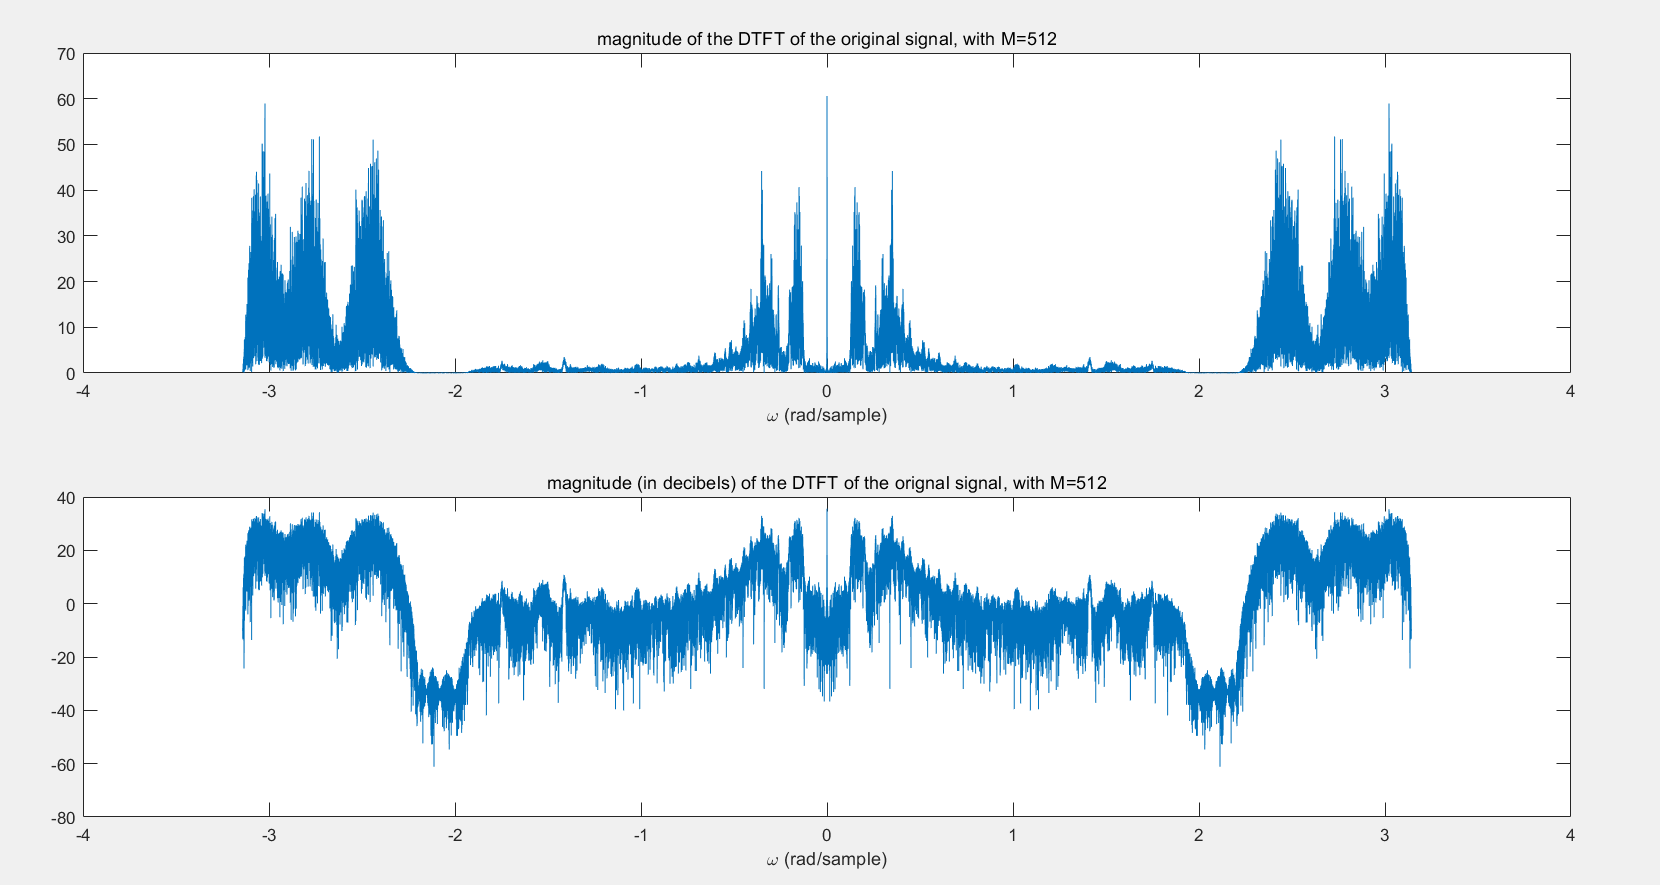 magnitude of the DTFT of the original signal, with M=512
70
60
50
40
30
20
10
0
-4 -3 -2 -1 0 1 2 3 4
ω (rad/sample)
magnitude (in decibels) of the DTFT of the orignal signal, with M=512
40
20
0
-20
-40
-60
-80
-4 -3 -2 -1 0 1 2 3 4
ω (rad/sample)